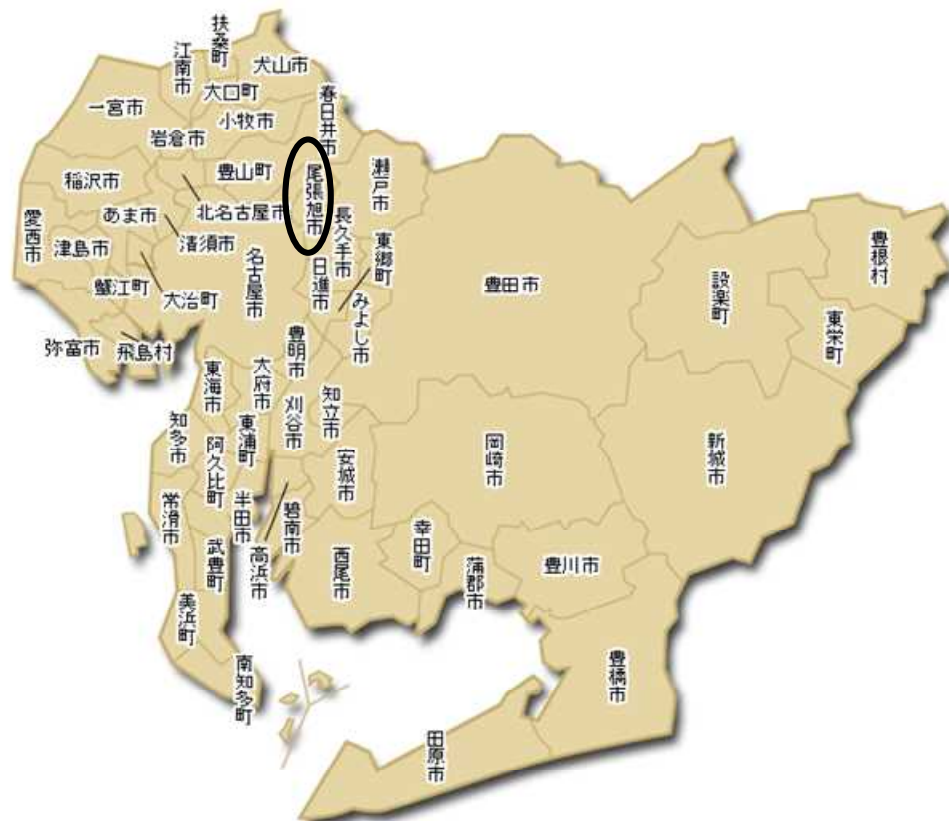 扶桑町
江南市
犬山市
大口町
春日井市
一宮市
小牧市
岩倉市
豊山町
尾張旭市
瀬戸市
稲沢市
北名古屋市
あま市
長久手市
愛西市
津島市
清須市
東郷町
名古屋市
日進市
豊田市
設楽町
豊根村
蟹江町
大治町
みよし市
東栄町
弥富市
飛島村
豊明市
大府市
東海市
刈谷市
知立市
知多市
東浦町
阿久比町
岡崎市
新城市
安城市
常滑市
半田市
碧南市
高浜市
武豊町
西尾市
幸田町
蒲郡市
豊川市
美浜町
南知多町
豊橋市
田原市